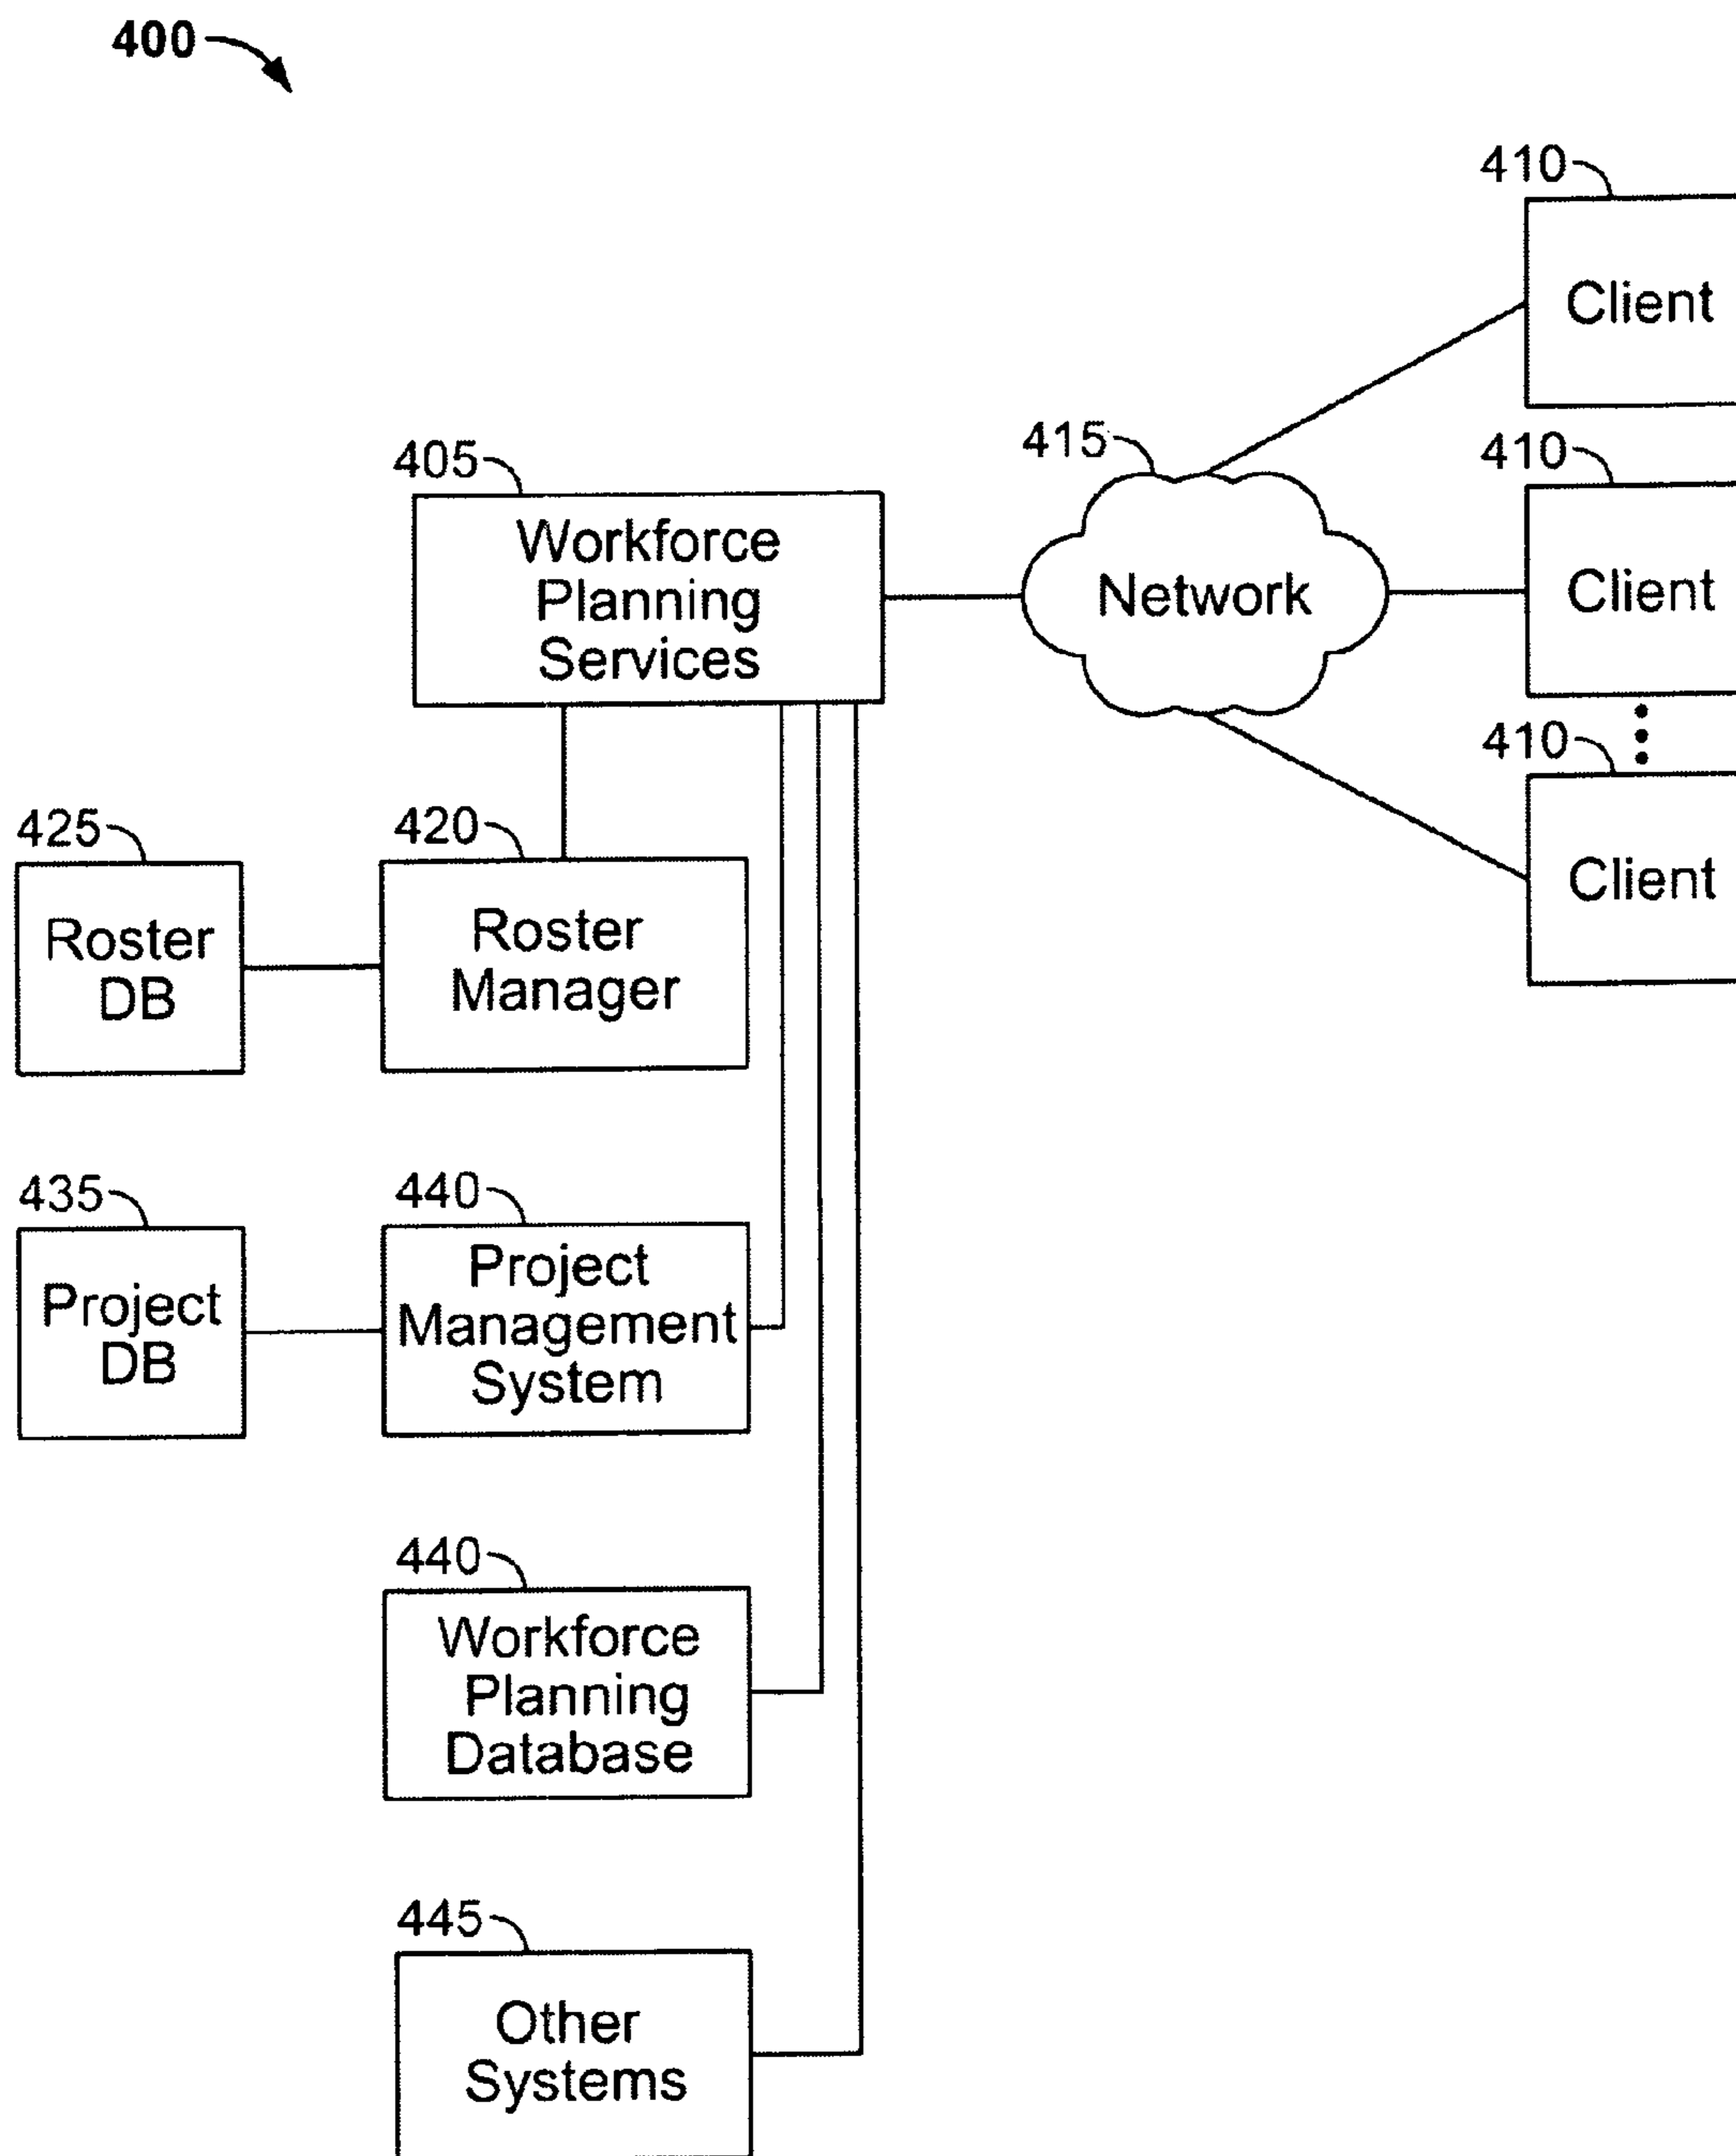 400
410
Client
415
410
405
Workforce
Planning
Services
Network
Client
410
Client
425
420
Roster
DB
Roster
Manager
435
440
Project
DB
Project
Management
System
440
Workforce
Planning
Database
445
Other
Systems